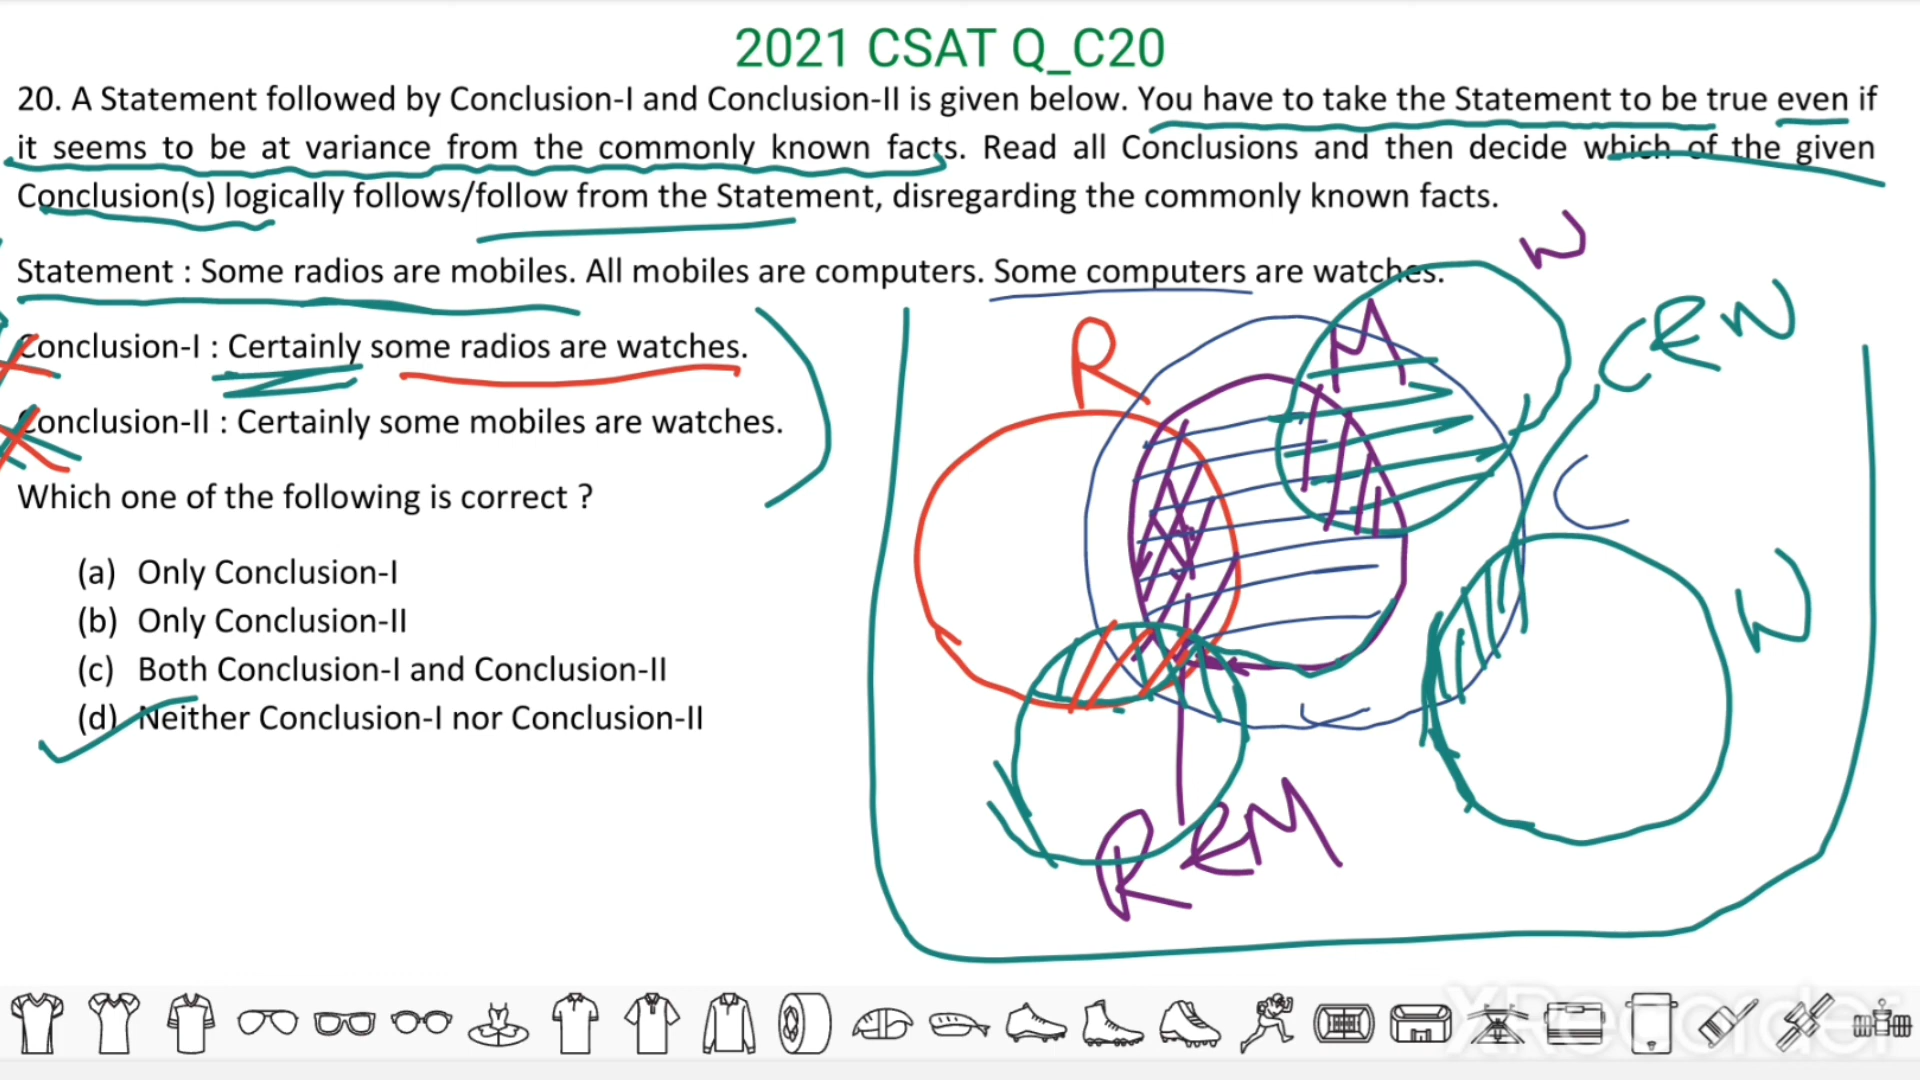 2021 CSAT Q_C20
20. A Statement followed by Conclusion-I and Conclusion-II is given below. You have to take the Statement to be true even if
it seems to be at variance from the commonly known facts. Read all Conclusions and then decide which of the given
Conclusion(s) logically follows/follow from the Statement, disregarding the commonly known facts.
Statement : Some radios are mobiles. All mobiles are computers. Some computers are watches.
Conclusion-I : Certainly some radios are watches.
Conclusion-II : Certainly some mobiles are watches.
Which one of the following is correct ?
(a) Only Conclusion-I
(b) Only Conclusion-II
(c) Both Conclusion-I and Conclusion-II
(d) Neither Conclusion-I nor Conclusion-II
W
R
M
C
W
XRecorder